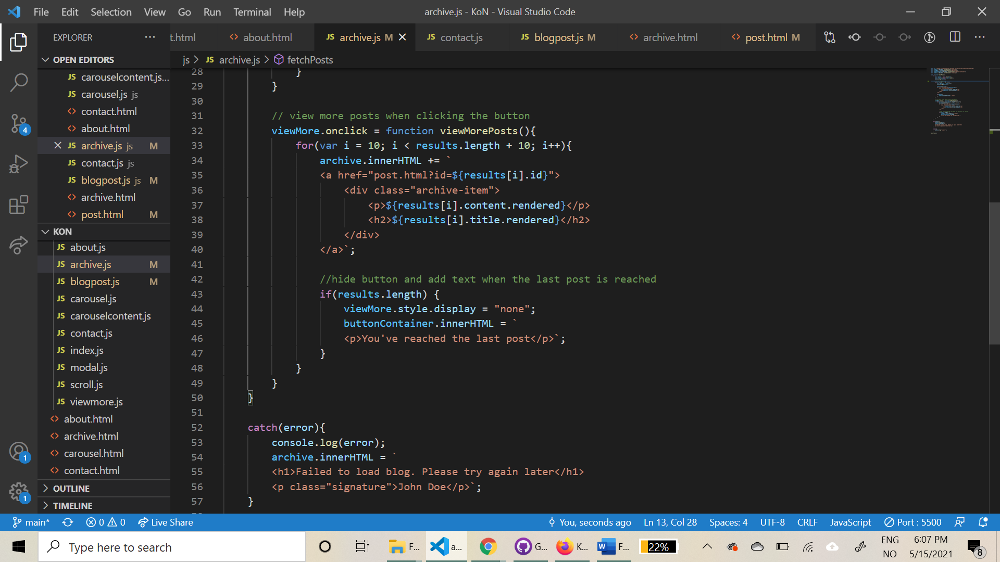 File Edit Selection View Go Run Terminal Help
archive.js - KoN - Visual Studio Code
EXPLORER
t.html
about.html
JS archive.js M
JS contact.js
JS blogpost.js M
archive.html
post.html M
js > JS archive.js > fetchPosts
OPEN EDITORS
JS carouselcontent.js...
JS carousel.js js
contact.html
about.html
JS archive.js js M
JS contact.js js
JS blogpost.js js M
archive.html
post.html M
KON
JS about.js
JS archive.js M
JS blogpost.js M
JS carousel.js
JS carouselcontent.js
JS contact.js
JS index.js
JS modal.js
JS scroll.js
JS viewmore.js
about.html
archive.html
carousel.html
contact.html
OUTLINE
TIMELINE
4
1
1
28 }
29 }
30
31 // view more posts when clicking the button
32 viewMore.onclick = function viewMorePosts(){
33 for(var i = 10; i < results.length + 10; i++){
34 archive.innerHTML += `
35 <a href="post.html?id=${results[i].id}">
36 <div class="archive-item">
37 <p>${results[i].content.rendered}</p>
38 <h2>${results[i].title.rendered}</h2>
39 </div>
40 </a>`;
41
42 //hide button and add text when the last post is reached
43 if(results.length) {
44 viewMore.style.display = "none";
45 buttonContainer.innerHTML = `
46 <p>You've reached the last post</p>`;
47 }
48 }
49 }
50 }
51
52 catch(error){
53 console.log(error);
54 archive.innerHTML = `
55 <h1>Failed to load blog. Please try again later</h1>
56 <p class="signature">John Doe</p>`;
57 }
main* 0 0 Live Share
You, seconds ago Ln 13, Col 28 Spaces: 4 UTF-8 CRLF JavaScript Port : 5500
Type here to search
F... a... G... K... F... 22%
ENG
NO
6:07 PM
5/15/2021
8